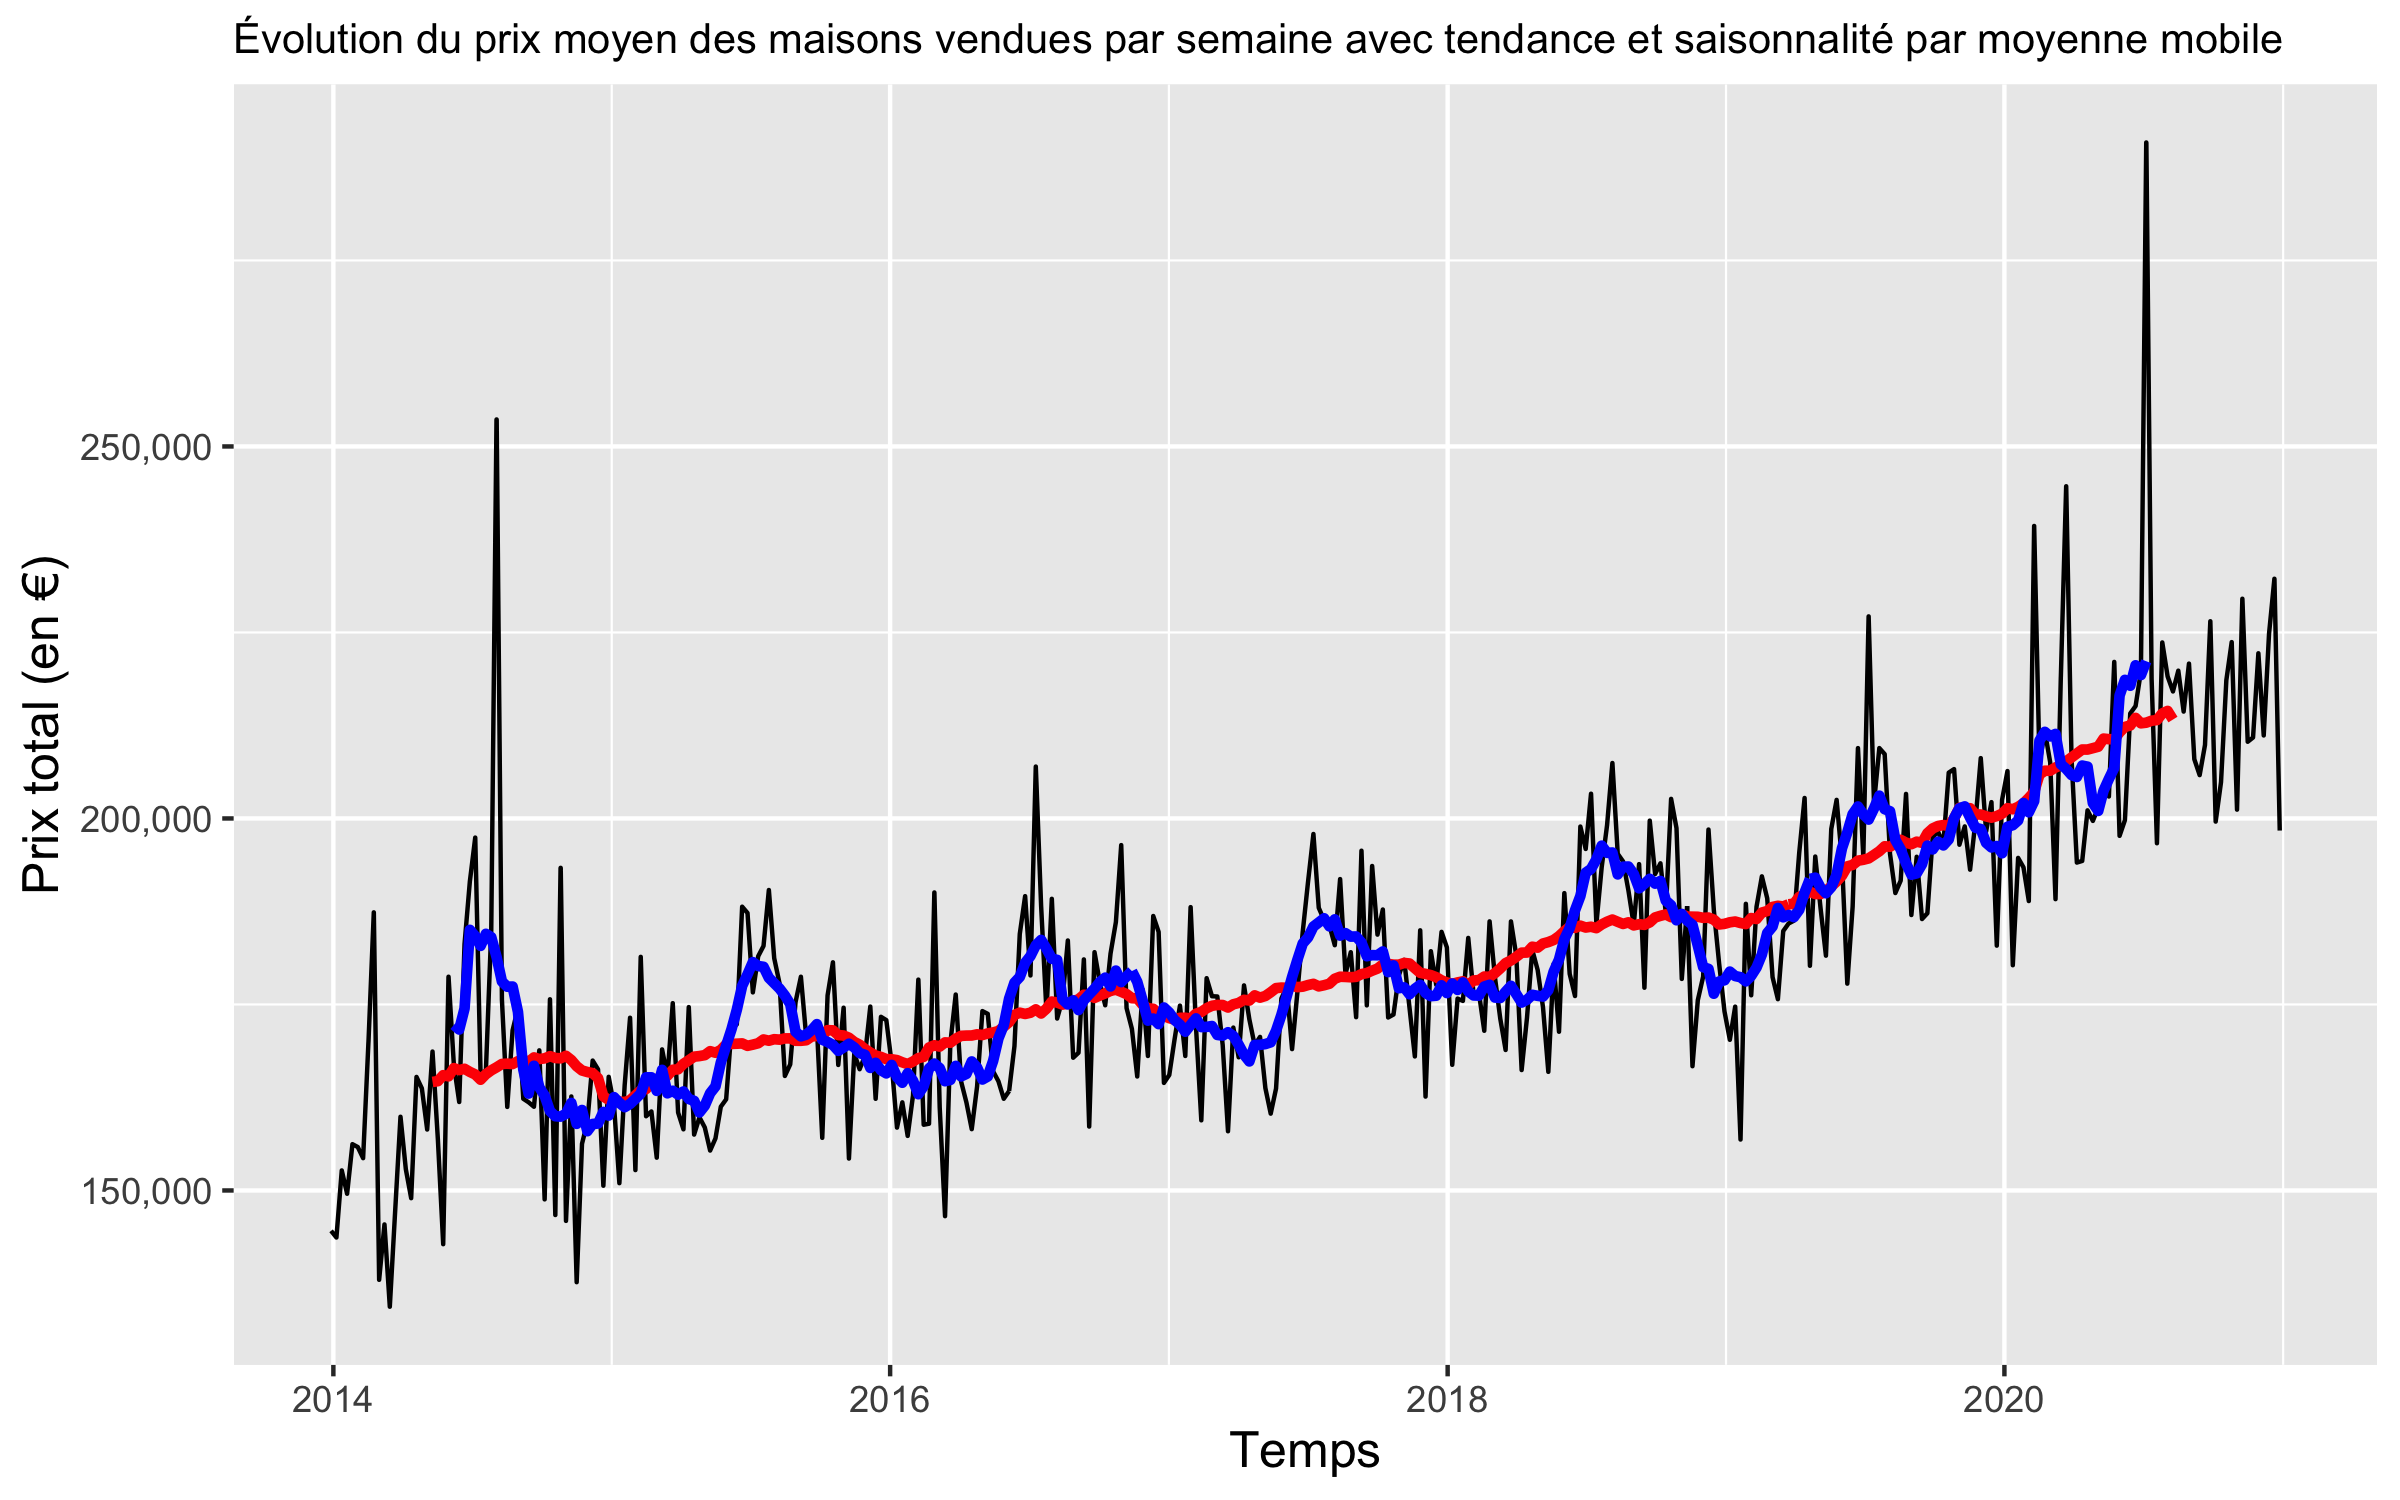 Évolution du prix moyen des maisons vendues par semaine avec tendance et saisonnalité par moyenne mobile
Prix total (en €)
250,000
200,000
150,000
2014
2016
2018
2020
Temps